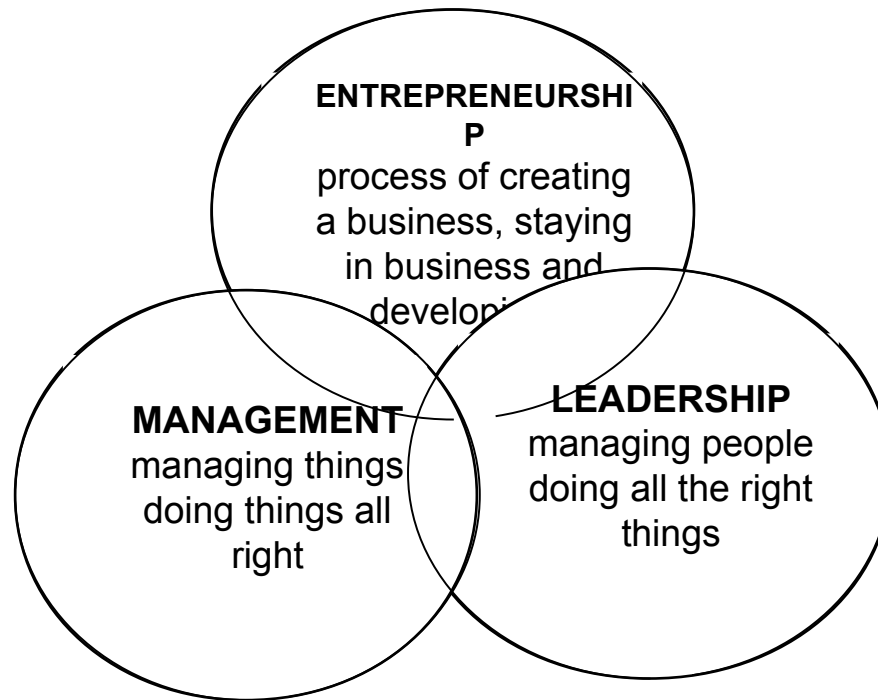 ENTREPRENEURSHI
P
process of creating
a business, staying
in business and
MANAGEMENT
managing things
doing things all
right
LEADERSHIP
managing people
doing all the right
things